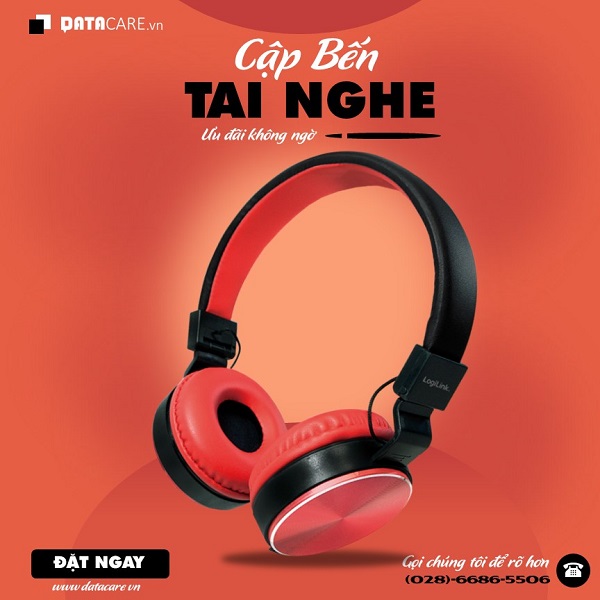 DATACARE.vn
Cập Bến
TAI NGHE
Ưu đãi không ngờ
LogiLink
ĐẶT NGAY
www.datacare.vn
Gọi chúng tôi để rõ hơn
(028)-6686-5506